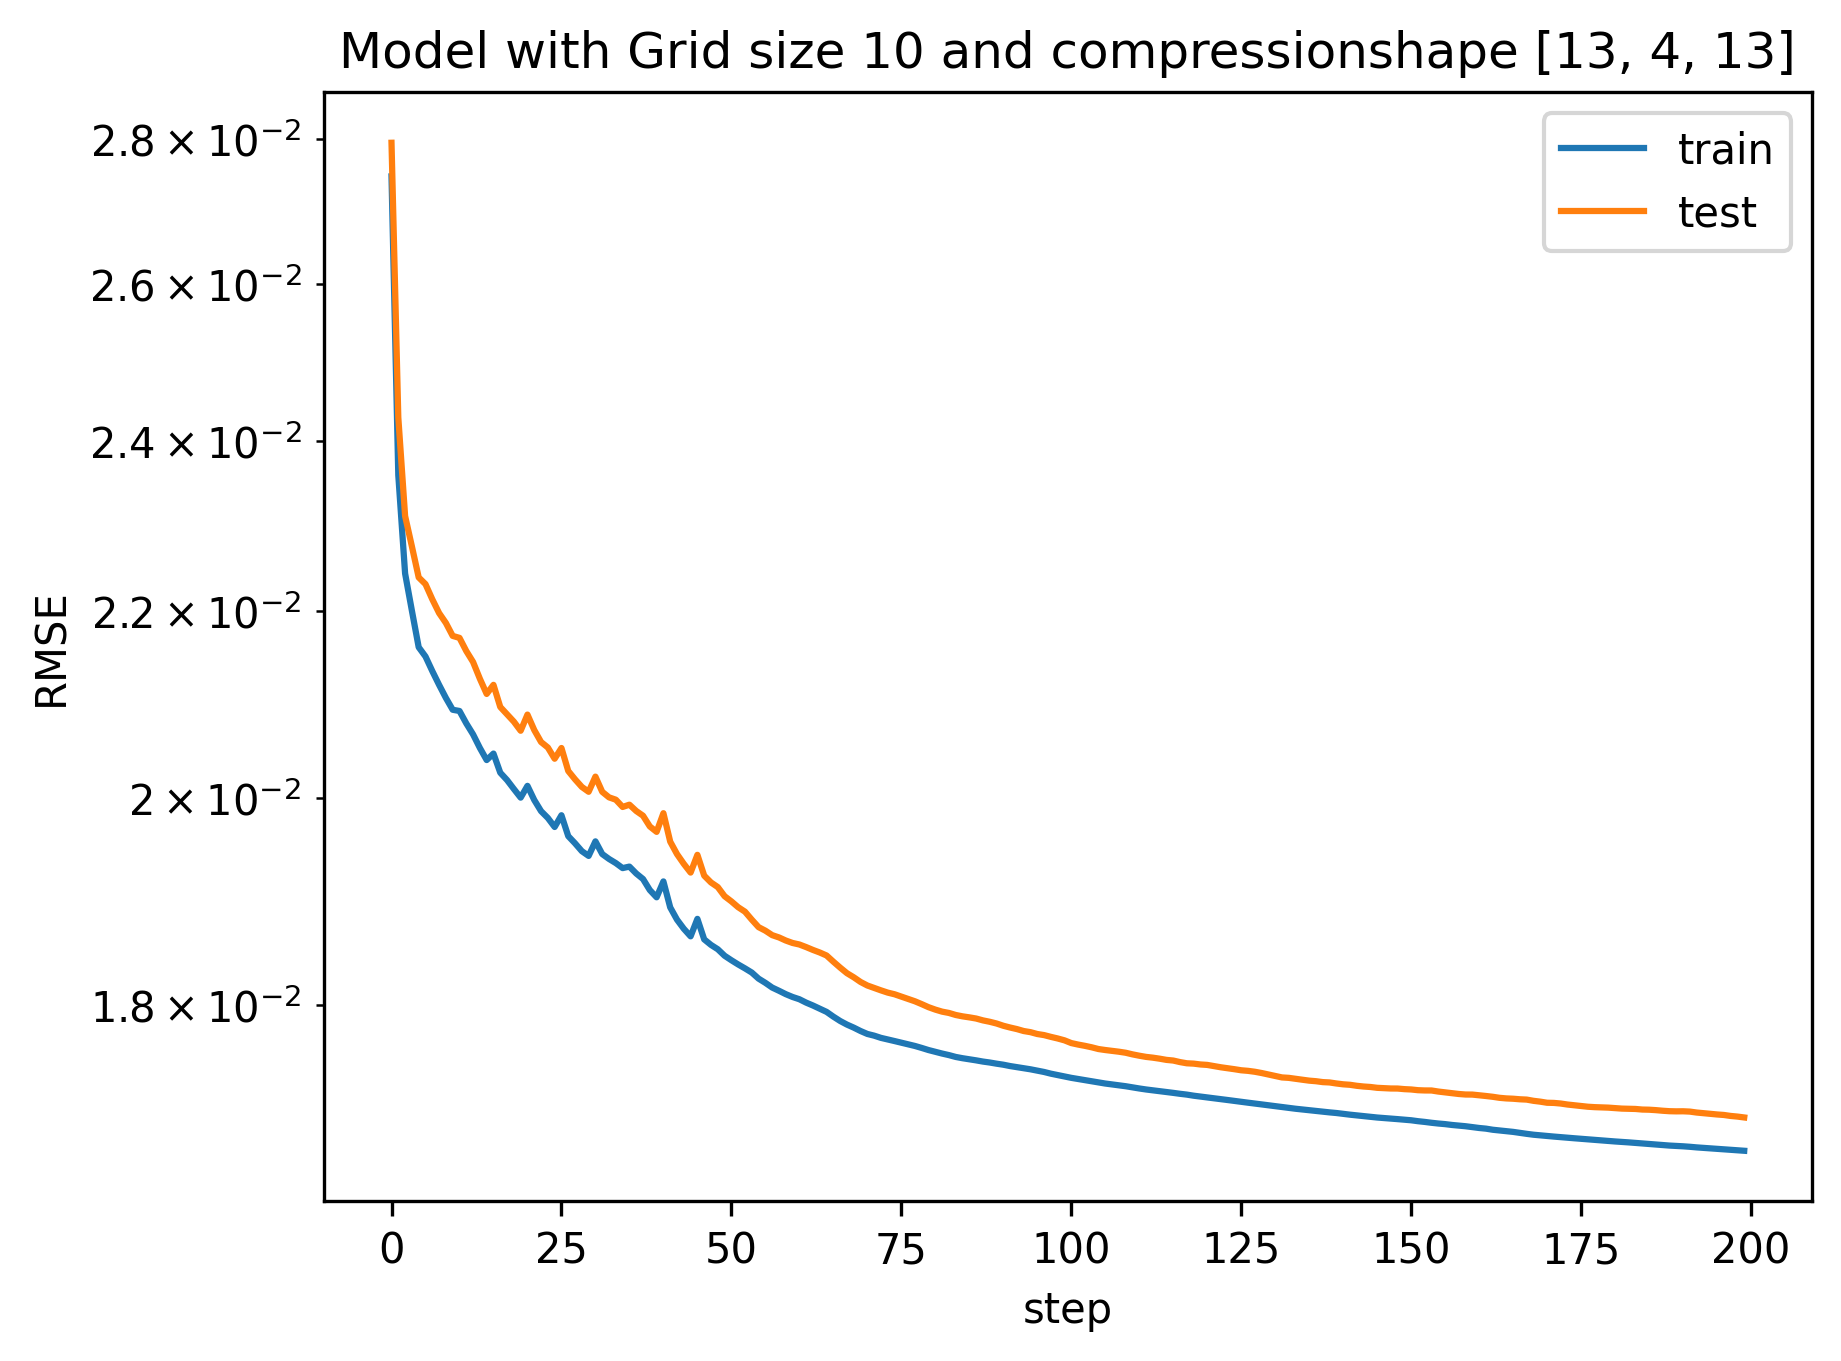 Model with Grid size 10 and compressionshape [13, 4, 13]
2.8 × 10⁻²
2.6 × 10⁻²
2.4 × 10⁻²
2.2 × 10⁻²
2 × 10⁻²
1.8 × 10⁻²
RMSE
train
test
0 25 50 75 100 125 150 175 200
step